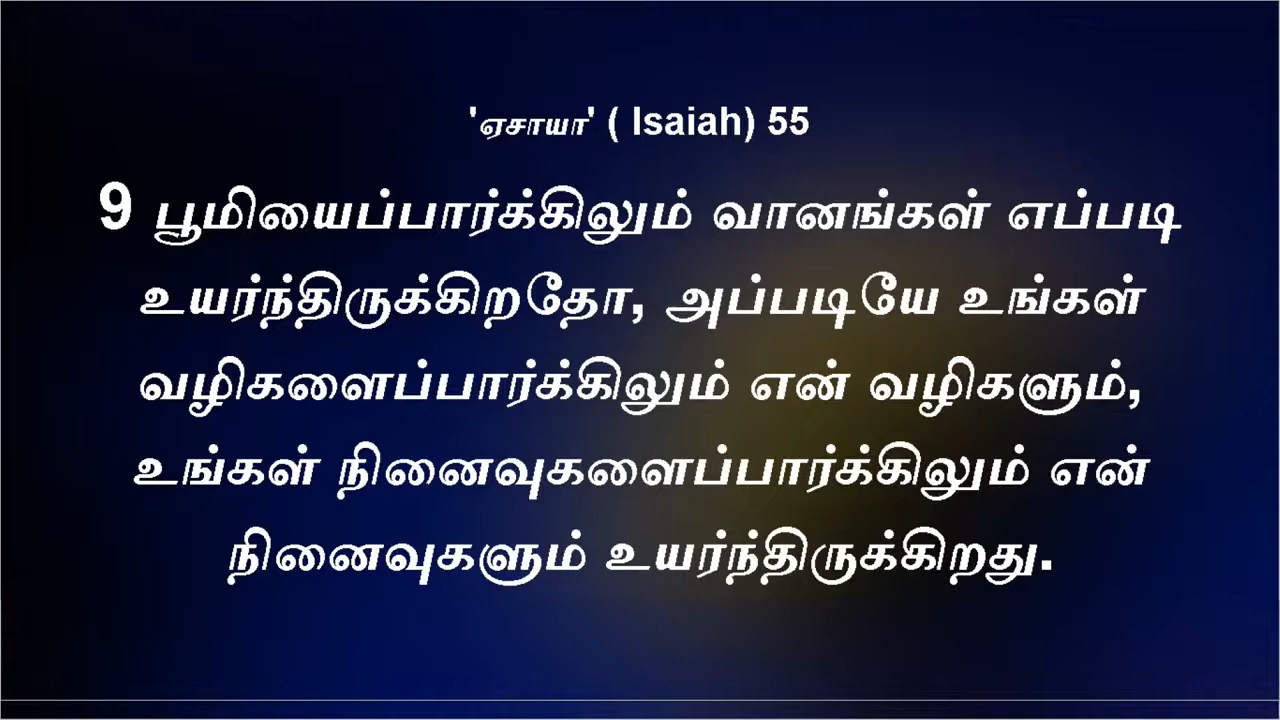 'ஏசாயா' ( Isaiah) 55
9 பூமியைப்பார்க்கிலும் வானங்கள் எப்படி
உயர்ந்திருக்கிறதோ, அப்படியே உங்கள்
வழிகளைப்பார்க்கிலும் என் வழிகளும்,
உங்கள் நினைவுகளைப்பார்க்கிலும் என்
நினைவுகளும் உயர்ந்திருக்கிறது.